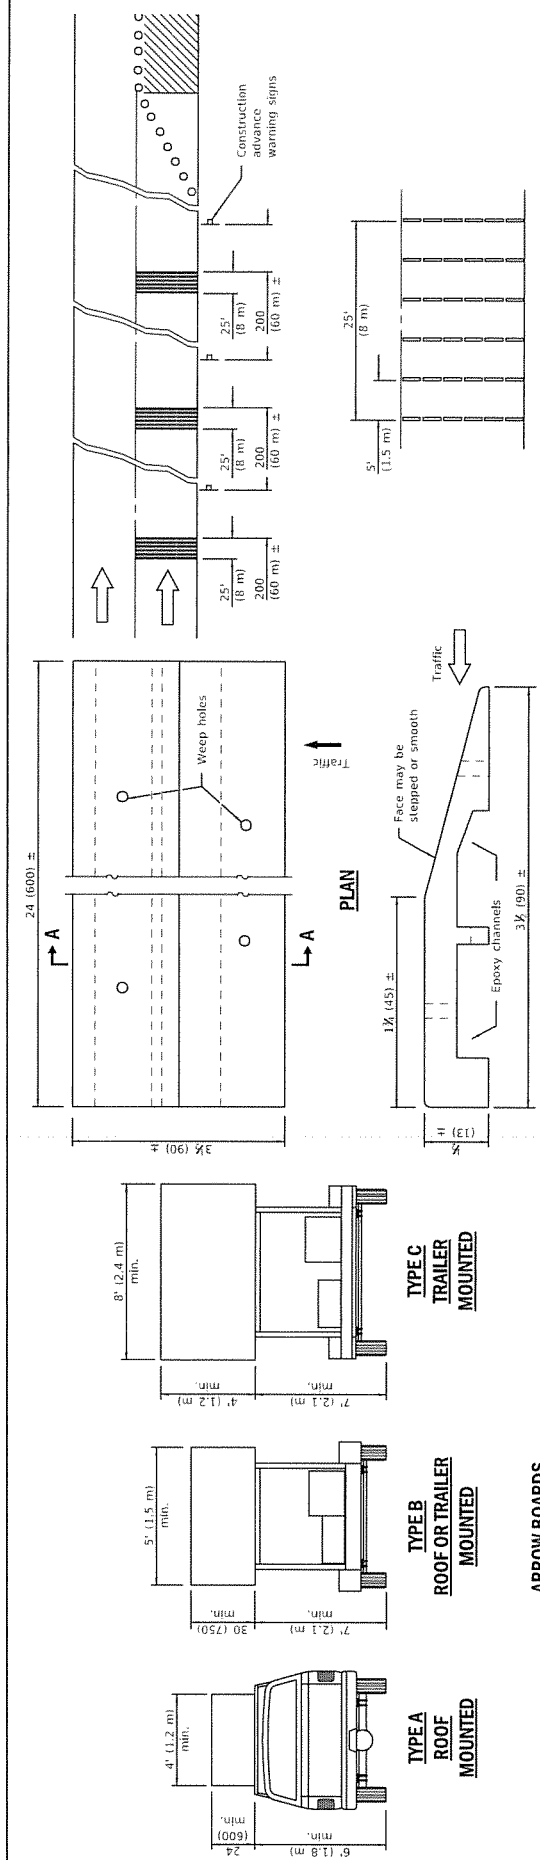 4' (1.2 m)
min.
24
(600)
min.
6' (1.8 m)
min.
TYPE A
ROOF
MOUNTED
5' (1.5 m)
min.
30 (750)
min.
7' (2.1 m)
min.
TYPE B
ROOF OR TRAILER
MOUNTED
8' (2.4 m)
min.
4' (1.2 m)
min.
7' (2.1 m)
min.
TYPE C
TRAILER
MOUNTED
ARROW BOARDS
24 (600) ±
3½ (90) ±
A
A
Weep holes
Traffic
PLAN
1¾ (45) ±
½
(13) ±
Face may be
stepped or smooth
Epoxy channels
Traffic
3½ (90) ±
25'
(8 m)
200
(60 m) ±
25'
(8 m)
200
(60 m) ±
25'
(8 m)
200
(60 m) ±
Construction
advance
warning signs
5'
(1.5 m)
25'
(8 m)